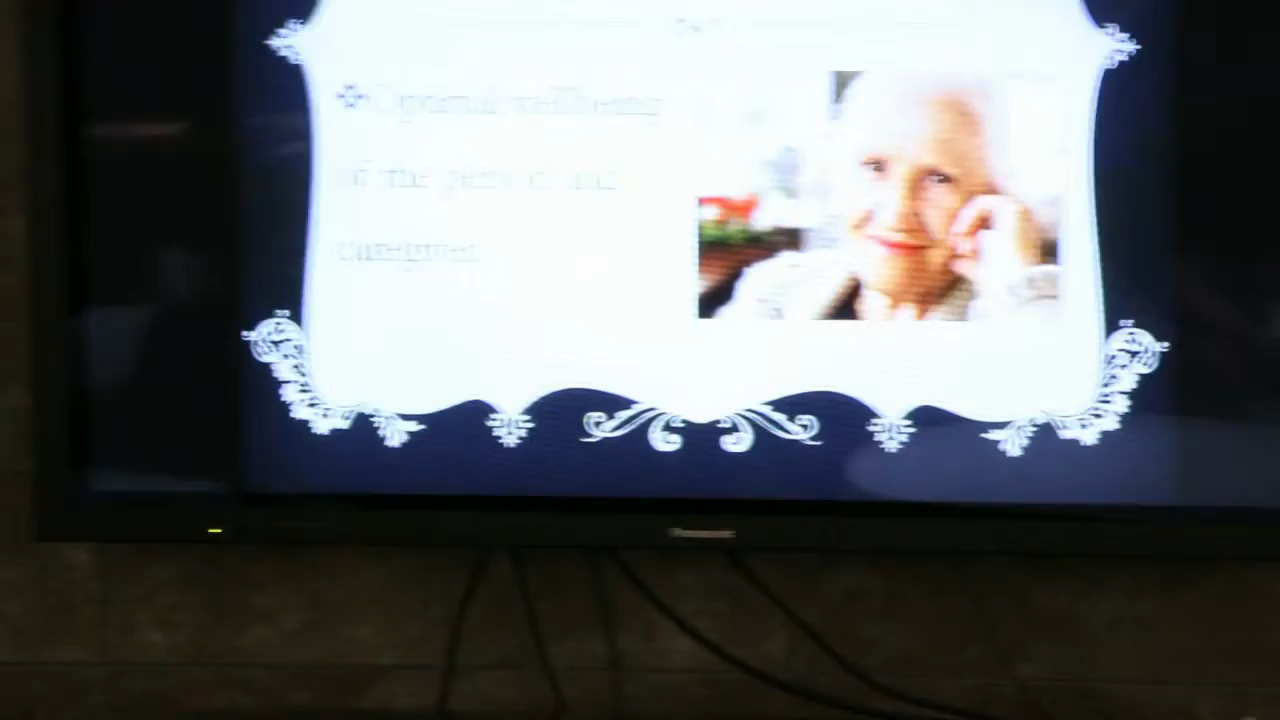 Optimal wellbeing
of the person and
caregiver